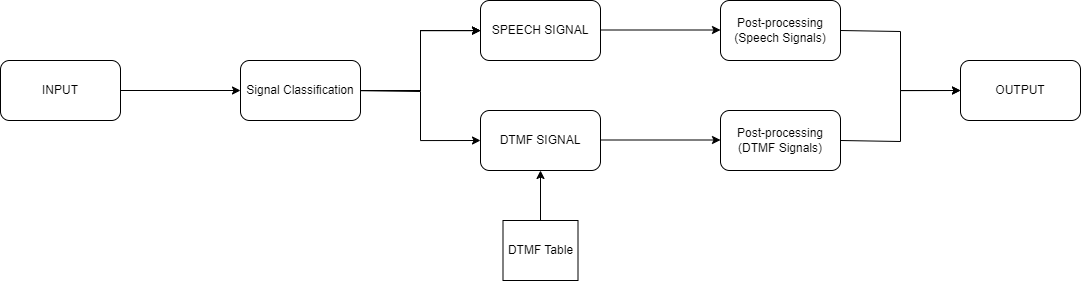 INPUT
Signal Classification
SPEECH SIGNAL
Post-processing
(Speech Signals)
DTMF SIGNAL
Post-processing
(DTMF Signals)
DTMF Table
OUTPUT